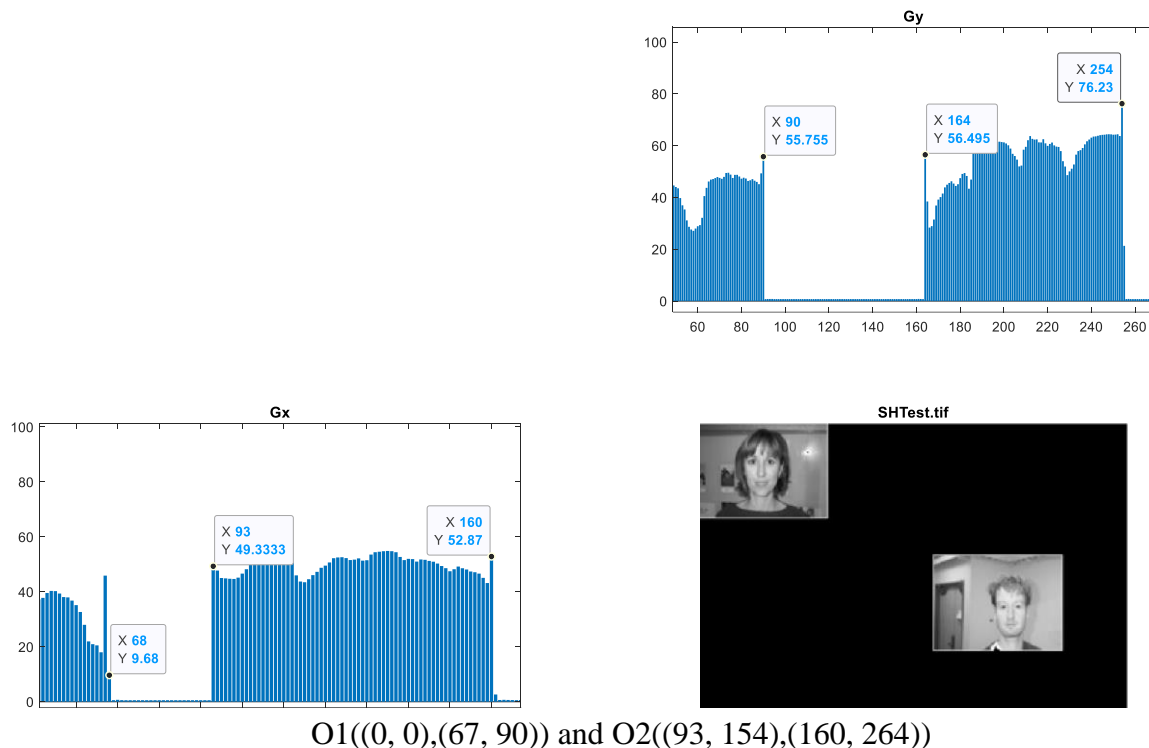 Gy
100
80
60
40
20
0
X 90
Y 55.755
X 164
Y 56.495
X 254
Y 76.23
60 80 100 120 140 160 180 200 220 240 260
Gx
100
80
60
40
20
0
X 68
Y 9.68
X 93
Y 49.3333
X 160
Y 52.87
SHTest.tif
O1((0, 0),(67, 90)) and O2((93, 154),(160, 264))